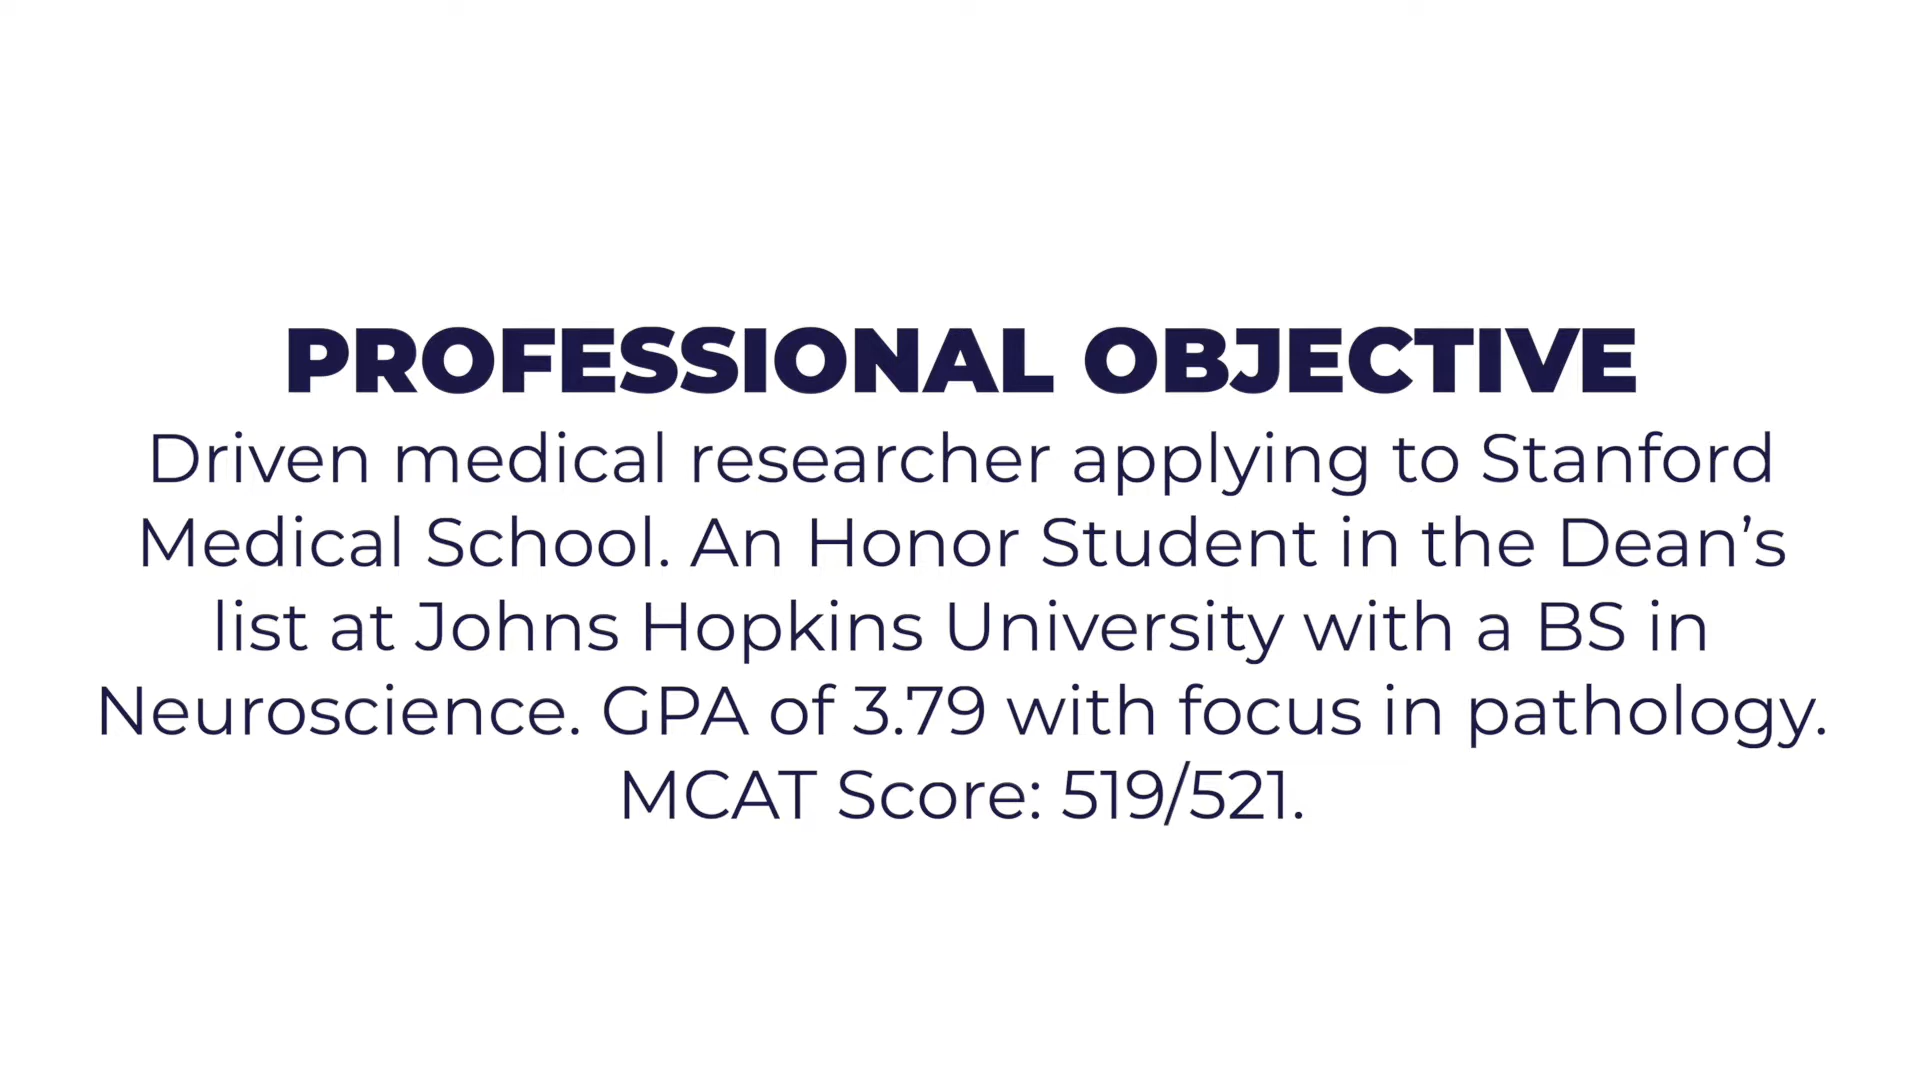 PROFESSIONAL OBJECTIVE
Driven medical researcher applying to Stanford
Medical School. An Honor Student in the Dean’s
list at Johns Hopkins University with a BS in
Neuroscience. GPA of 3.79 with focus in pathology.
MCAT Score: 519/521.